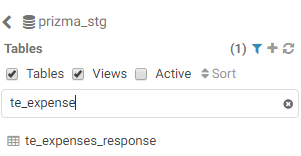 prizma_stg
Tables (1)
Tables Views Active Sort
te_expense
te_expenses_response